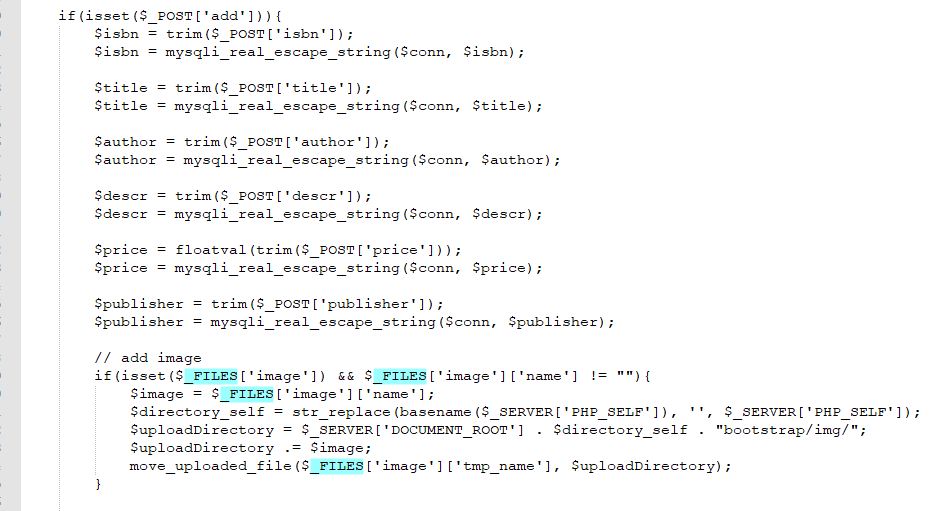 if(isset($_POST['add'])){
$isbn = trim($_POST['isbn']);
$isbn = mysqli_real_escape_string($conn, $isbn);
$title = trim($_POST['title']);
$title = mysqli_real_escape_string($conn, $title);
$author = trim($_POST['author']);
$author = mysqli_real_escape_string($conn, $author);
$descr = trim($_POST['descr']);
$descr = mysqli_real_escape_string($conn, $descr);
$price = floatval(trim($_POST['price']));
$price = mysqli_real_escape_string($conn, $price);
$publisher = trim($_POST['publisher']);
$publisher = mysqli_real_escape_string($conn, $publisher);
// add image
if(isset($_FILES['image']) && $_FILES['image']['name'] != ""){
$image = $_FILES['image']['name'];
$directory_self = str_replace(basename($_SERVER['PHP_SELF']), '', $_SERVER['PHP_SELF']);
$uploadDirectory = $_SERVER['DOCUMENT_ROOT'] . $directory_self . "bootstrap/img/";
$uploadDirectory .= $image;
move_uploaded_file($_FILES['image']['tmp_name'], $uploadDirectory);
}